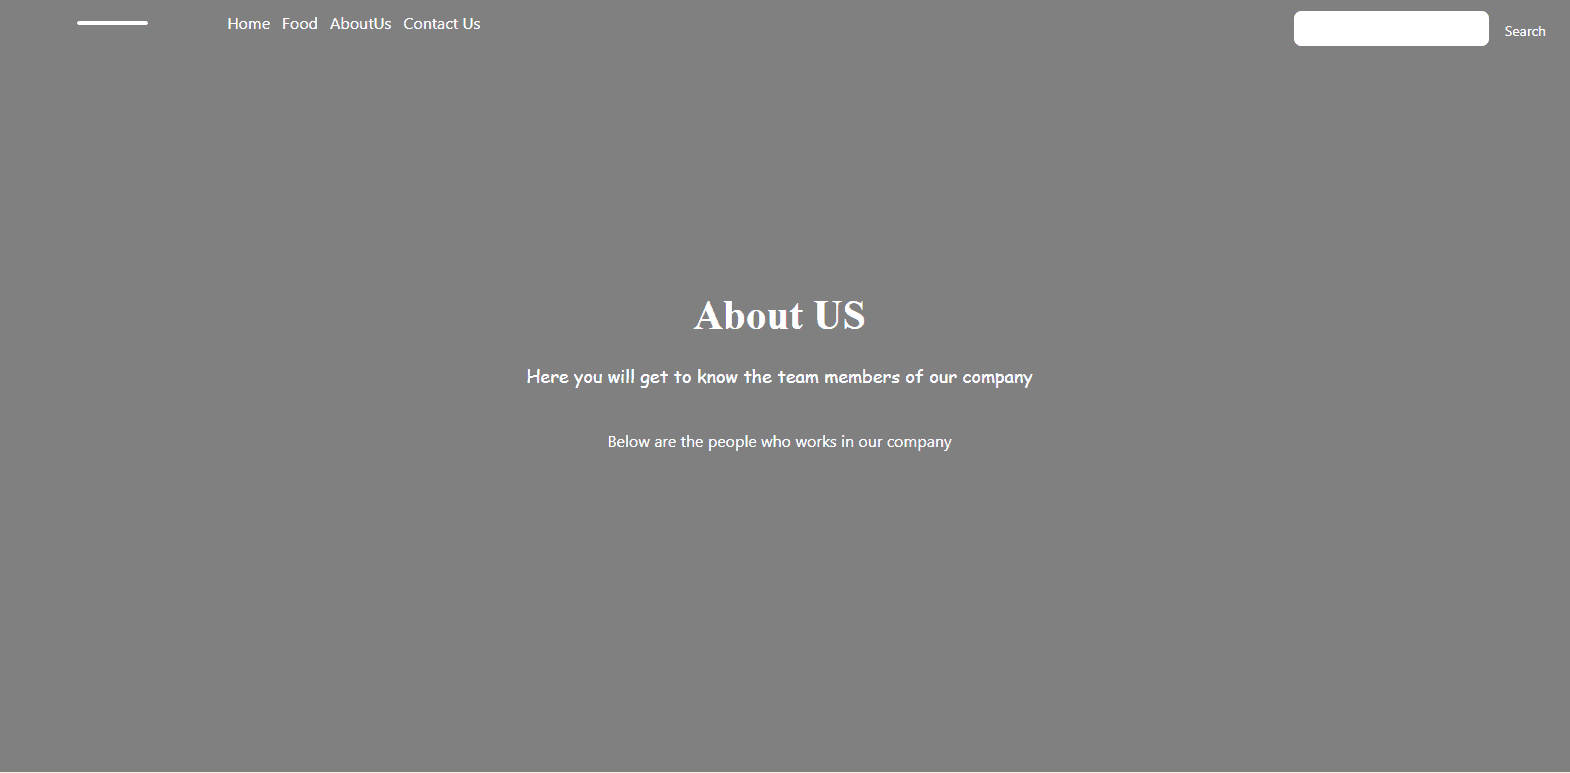 Home Food AboutUs Contact Us Search
About US
Here you will get to know the team members of our company
Below are the people who works in our company